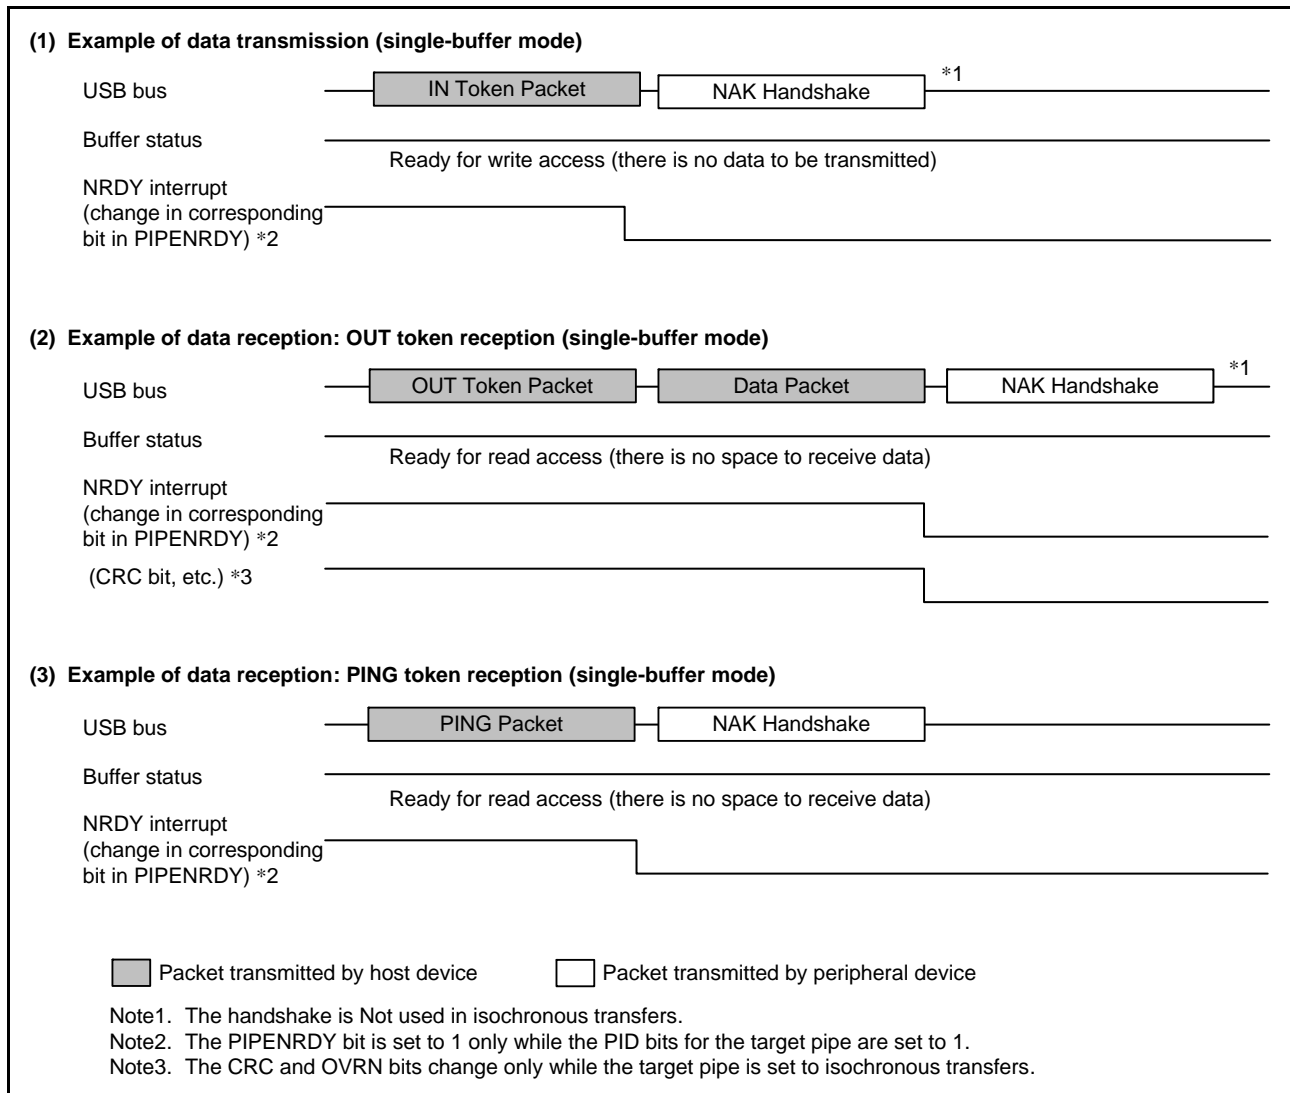 (1) Example of data transmission (single-buffer mode)
USB bus
IN Token Packet
NAK Handshake
*1
Buffer status
Ready for write access (there is no data to be transmitted)
NRDY interrupt
(change in corresponding
bit in PIPENRDY) *2
(2) Example of data reception: OUT token reception (single-buffer mode)
USB bus
OUT Token Packet
Data Packet
NAK Handshake
*1
Buffer status
Ready for read access (there is no space to receive data)
NRDY interrupt
(change in corresponding
bit in PIPENRDY) *2
(CRC bit, etc.) *3
(3) Example of data reception: PING token reception (single-buffer mode)
USB bus
PING Packet
NAK Handshake
Buffer status
Ready for read access (there is no space to receive data)
NRDY interrupt
(change in corresponding
bit in PIPENRDY) *2
Packet transmitted by host device
Packet transmitted by peripheral device
Note1. The handshake is Not used in isochronous transfers.
Note2. The PIPENRDY bit is set to 1 only while the PID bits for the target pipe are set to 1.
Note3. The CRC and OVRN bits change only while the target pipe is set to isochronous transfers.